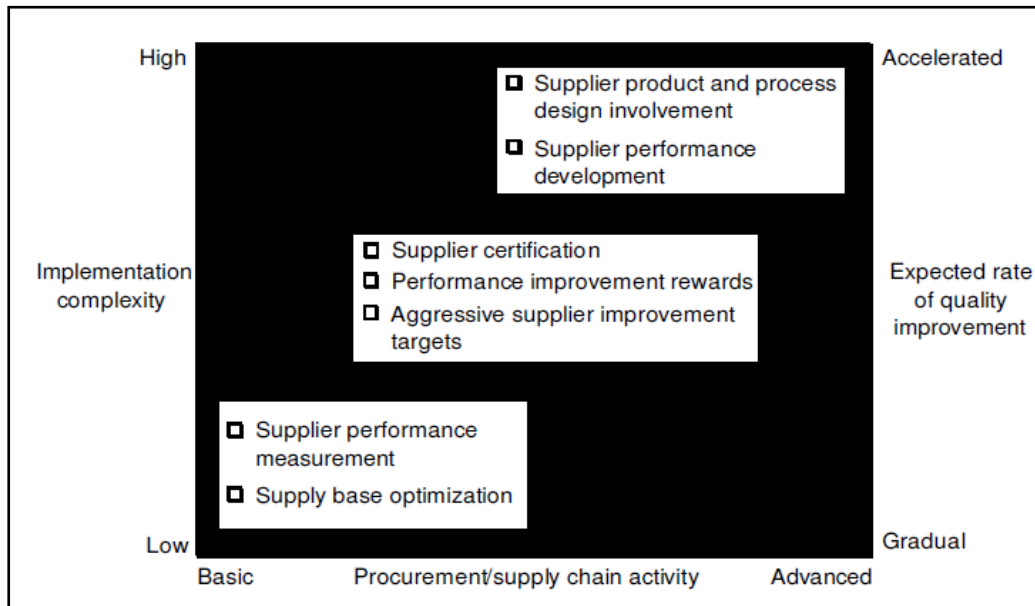 High
Accelerated
Supplier product and process
design involvement
Supplier performance
development
Implementation
complexity
Supplier certification
Performance improvement rewards
Aggressive supplier improvement
targets
Expected rate
of quality
improvement
Supplier performance
measurement
Supply base optimization
Low
Gradual
Basic
Procurement/supply chain activity
Advanced